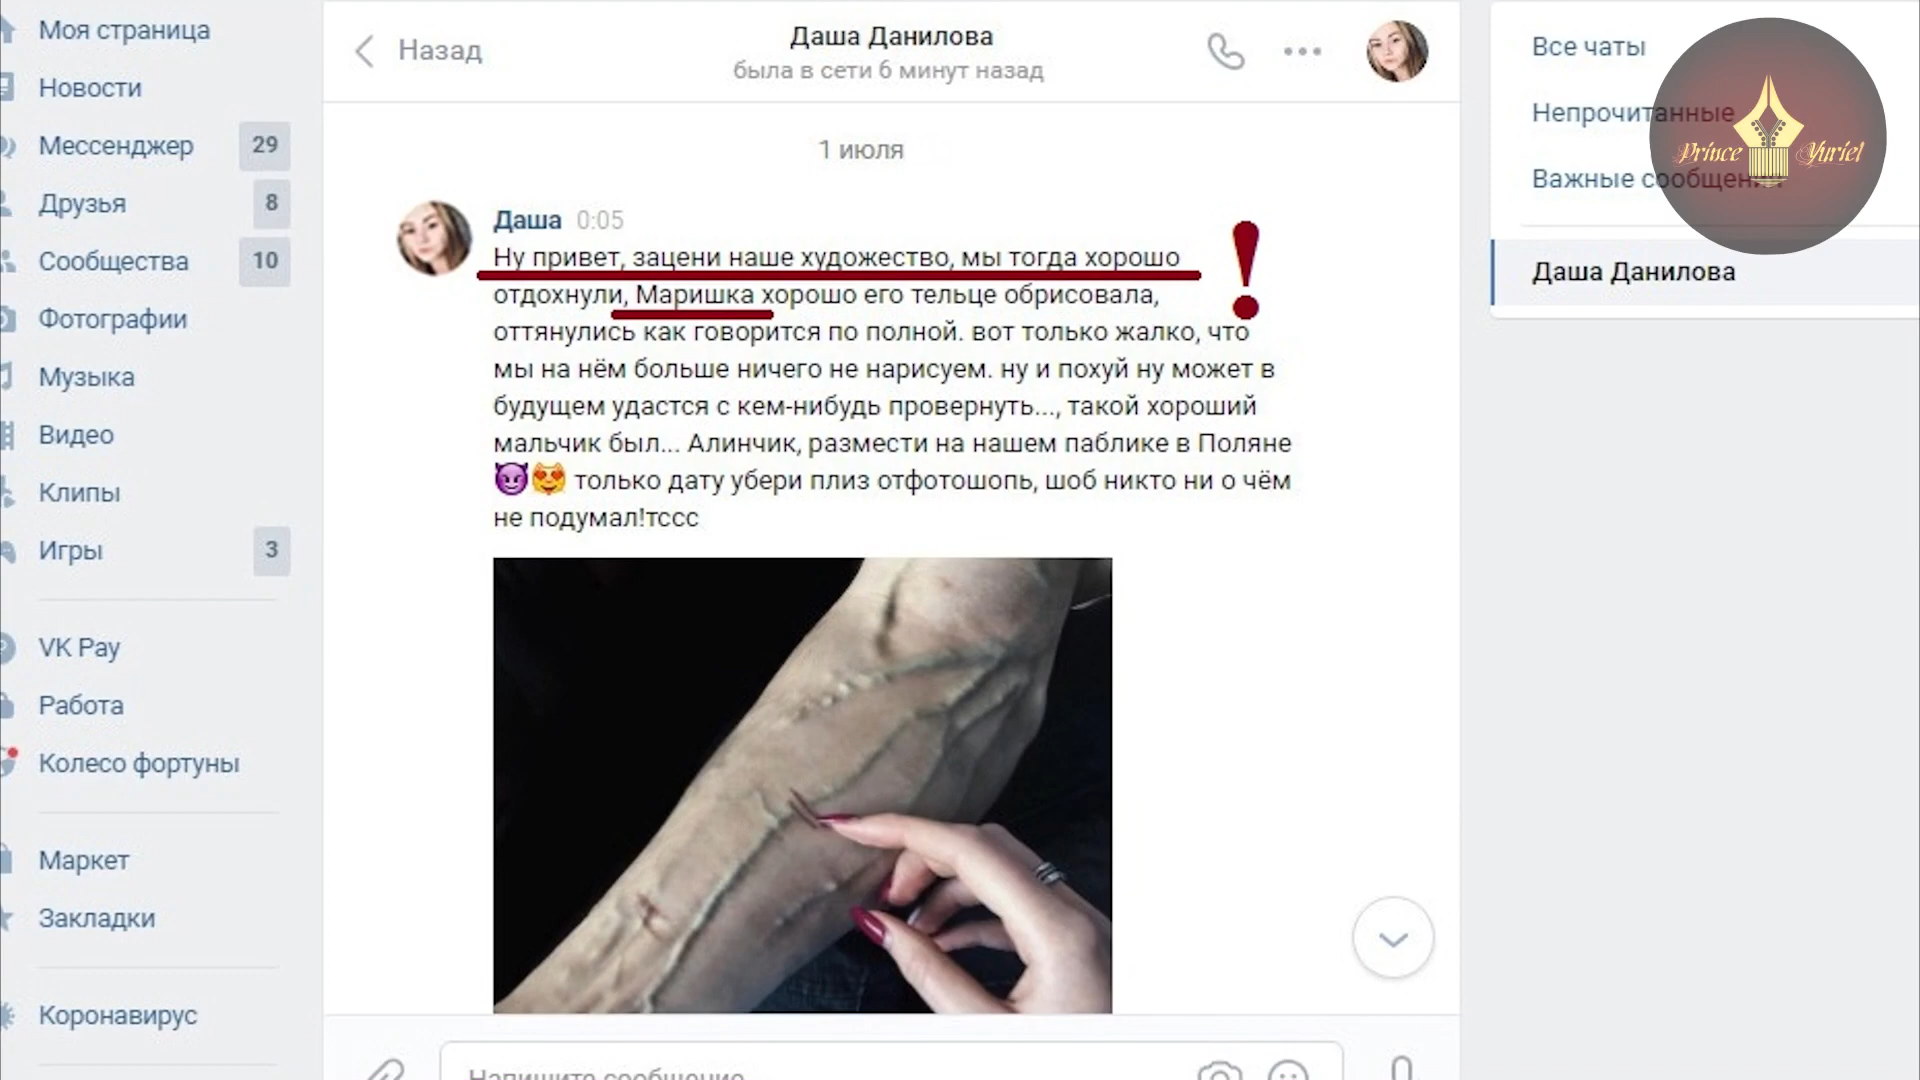 Моя страница
Новости
Мессенджер 29
Друзья 8
Сообщества 10
Фотографии
Музыка
Видео
Клипы
Игры 3
VK Pay
Работа
Колесо фортуны
Маркет
Закладки
Коронавирус
Назад
Даша Данилова
была в сети 6 минут назад
1 июля
Даша 0:05
Ну привет, зацени наше художество, мы тогда хорошо
отдохнули, Маришка хорошо его тельце обрисовала,
оттянулись как говорится по полной. вот только жалко, что
мы на нём больше ничего не нарисуем. ну и похуй ну может в
будущем удастся с кем-нибудь провернуть..., такой хороший
мальчик был... Алинчик, размести на нашем паблике в Поляне
😈😻 только дату убери плиз отфотошопь, шоб никто ни о чём
не подумал!тссс
!
Напишите сообщение...
Все чаты
Непрочитанные
Важные сообщения
Даша Данилова
Prince Yuriel